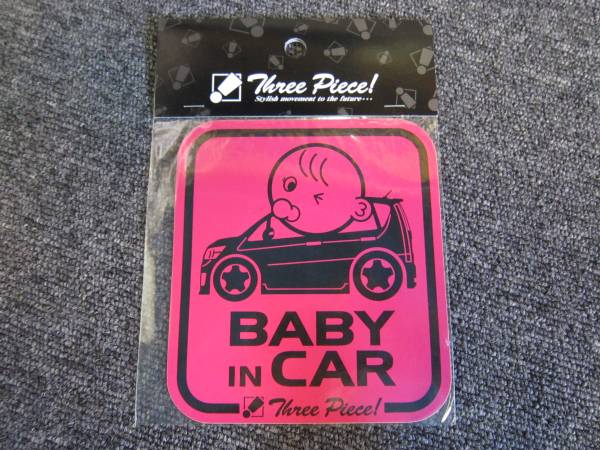 Three Piece!
Stylish movement to the future・・・
BABY
IN CAR
Three Piece!